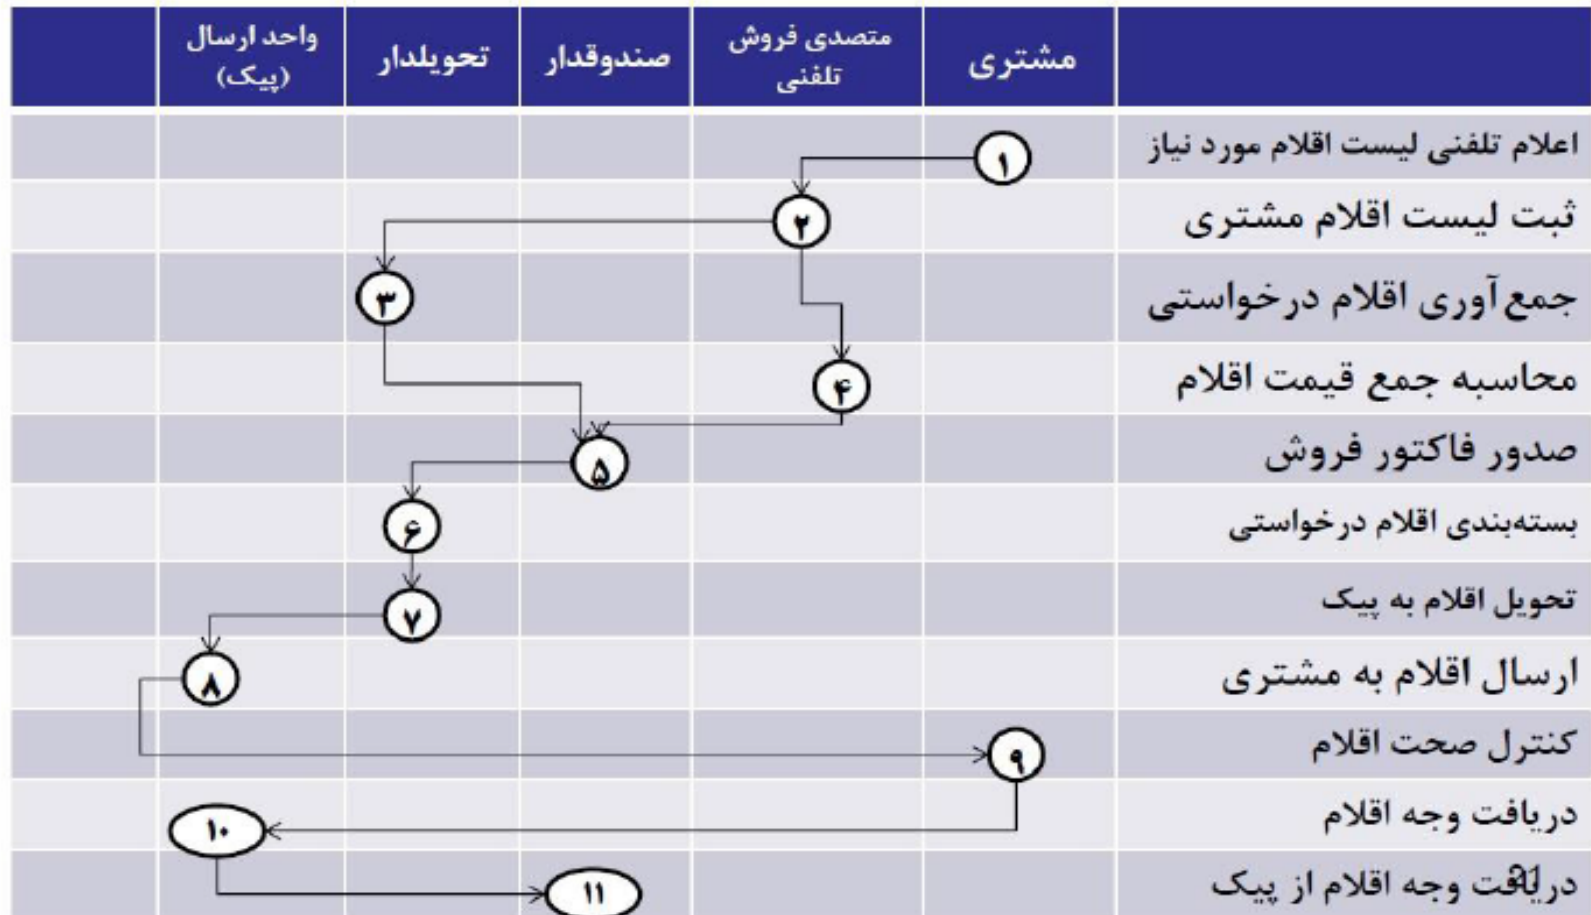 مشتری
متصدی فروش
تلفنی
صندوقدار
تحویلدار
واحد ارسال
(پیک)
اعلام تلفنی لیست اقلام مورد نیاز
۱
ثبت لیست اقلام مشتری
۲
جمع‌آوری اقلام درخواستی
۳
محاسبه جمع قیمت اقلام
۴
صدور فاکتور فروش
۵
بسته‌بندی اقلام درخواستی
۶
تحویل اقلام به پیک
۷
ارسال اقلام به مشتری
۸
کنترل صحت اقلام
۹
دریافت وجه اقلام
۱۰
دریافت وجه اقلام از پیک
21
۱۱